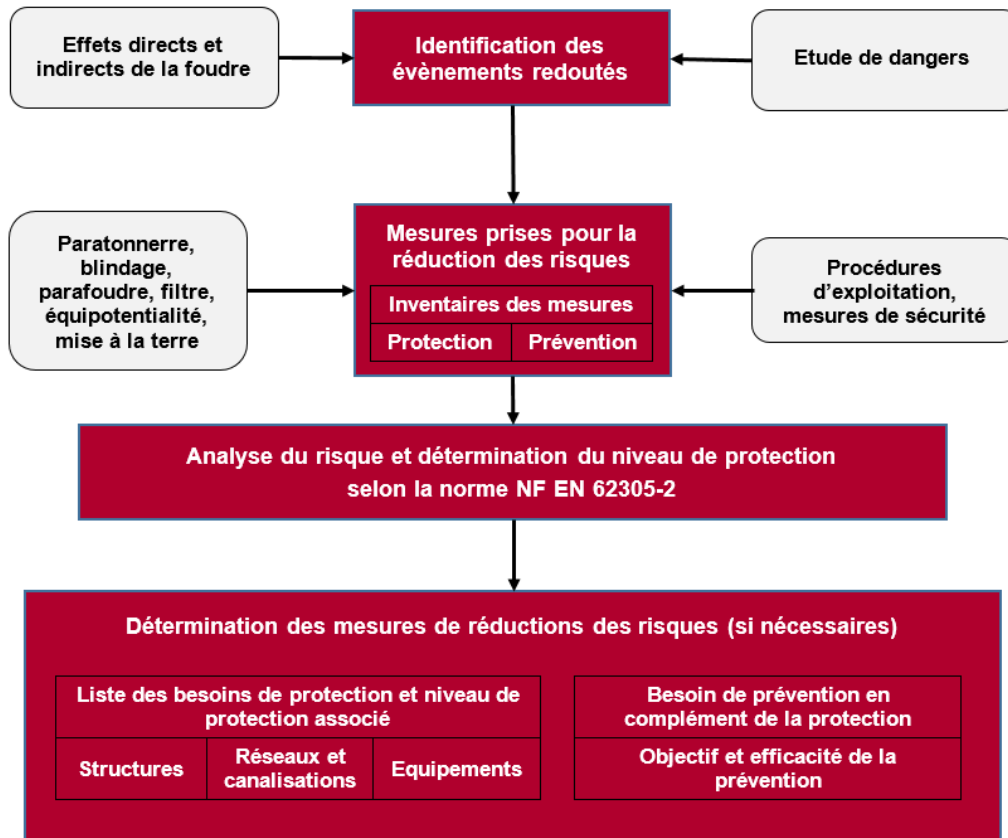 Effets directs et
indirects de la foudre
Identification des
évènements redoutés
Etude de dangers
Paratonnerre,
blindage,
parafoudre, filtre,
équipotentialité,
mise à la terre
Mesures prises pour la
réduction des risques
Inventaires des mesures
Protection
Prévention
Procédures
d'exploitation,
mesures de sécurité
Analyse du risque et détermination du niveau de protection
selon la norme NF EN 62305-2
Détermination des mesures de réductions des risques (si nécessaires)
Liste des besoins de protection et niveau de
protection associé
Structures
Réseaux et
canalisations
Equipements
Besoin de prévention en
complément de la protection
Objectif et efficacité de la
prévention